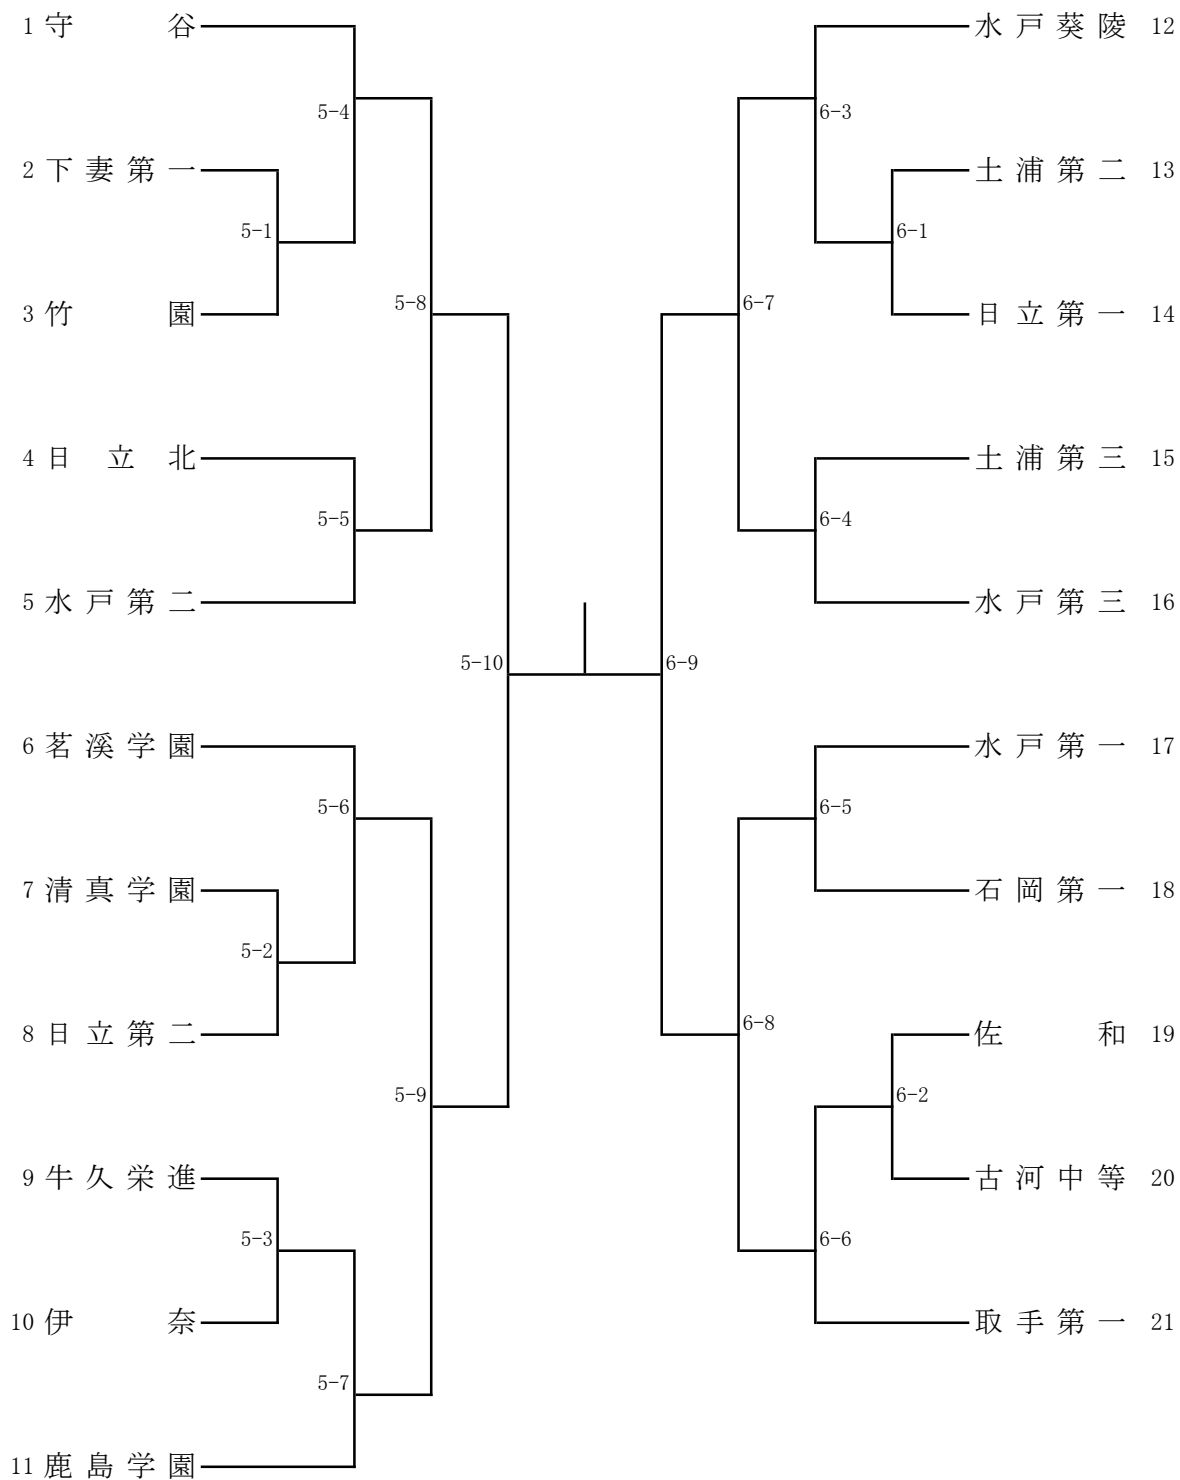 1 守谷
水戸葵陵 12
5-4
6-3
2 下妻第一
土浦第二 13
5-1
6-1
3 竹園
5-8
6-7
日立第一 14
4 日立北
土浦第三 15
5-5
6-4
5 水戸第二
水戸第三 16
5-10
6-9
6 茗溪学園
水戸第一 17
5-6
6-5
7 清真学園
石岡第一 18
5-2
8 日立第二
6-8
佐和 19
5-9
6-2
9 牛久栄進
古河中等 20
5-3
6-6
10 伊奈
取手第一 21
5-7
11 鹿島学園